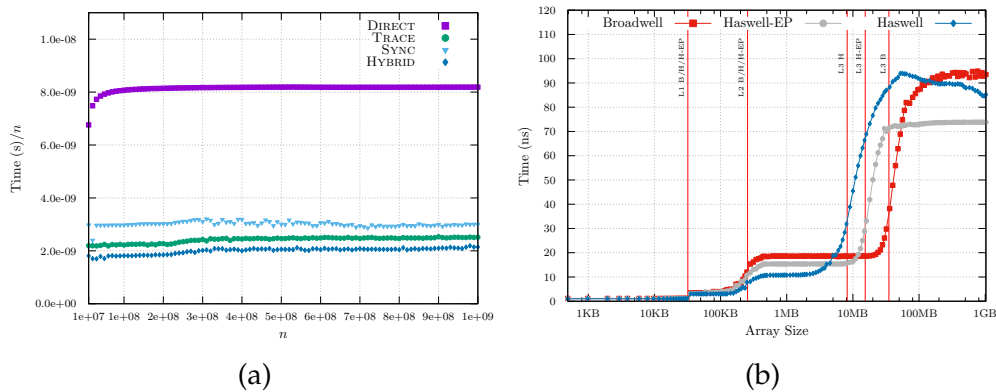 1.0e-08
8.0e-09
6.0e-09
4.0e-09
2.0e-09
0.0e+00
Time (s)/n
DIRECT
TRACE
SYNC
HYBRID
1e+07 1e+08 2e+08 3e+08 4e+08 5e+08 6e+08 7e+08 8e+08 9e+08 1e+09
n
(a)
120
110
100
90
80
70
60
50
40
30
20
10
0
Time (ns)
Broadwell Haswell-EP Haswell
L1 B/H/H-EP
L2 B/H/H-EP
L3 H
L3 H-EP
L3 B
1KB 10KB 100KB 1MB 10MB 100MB 1GB
Array Size
(b)